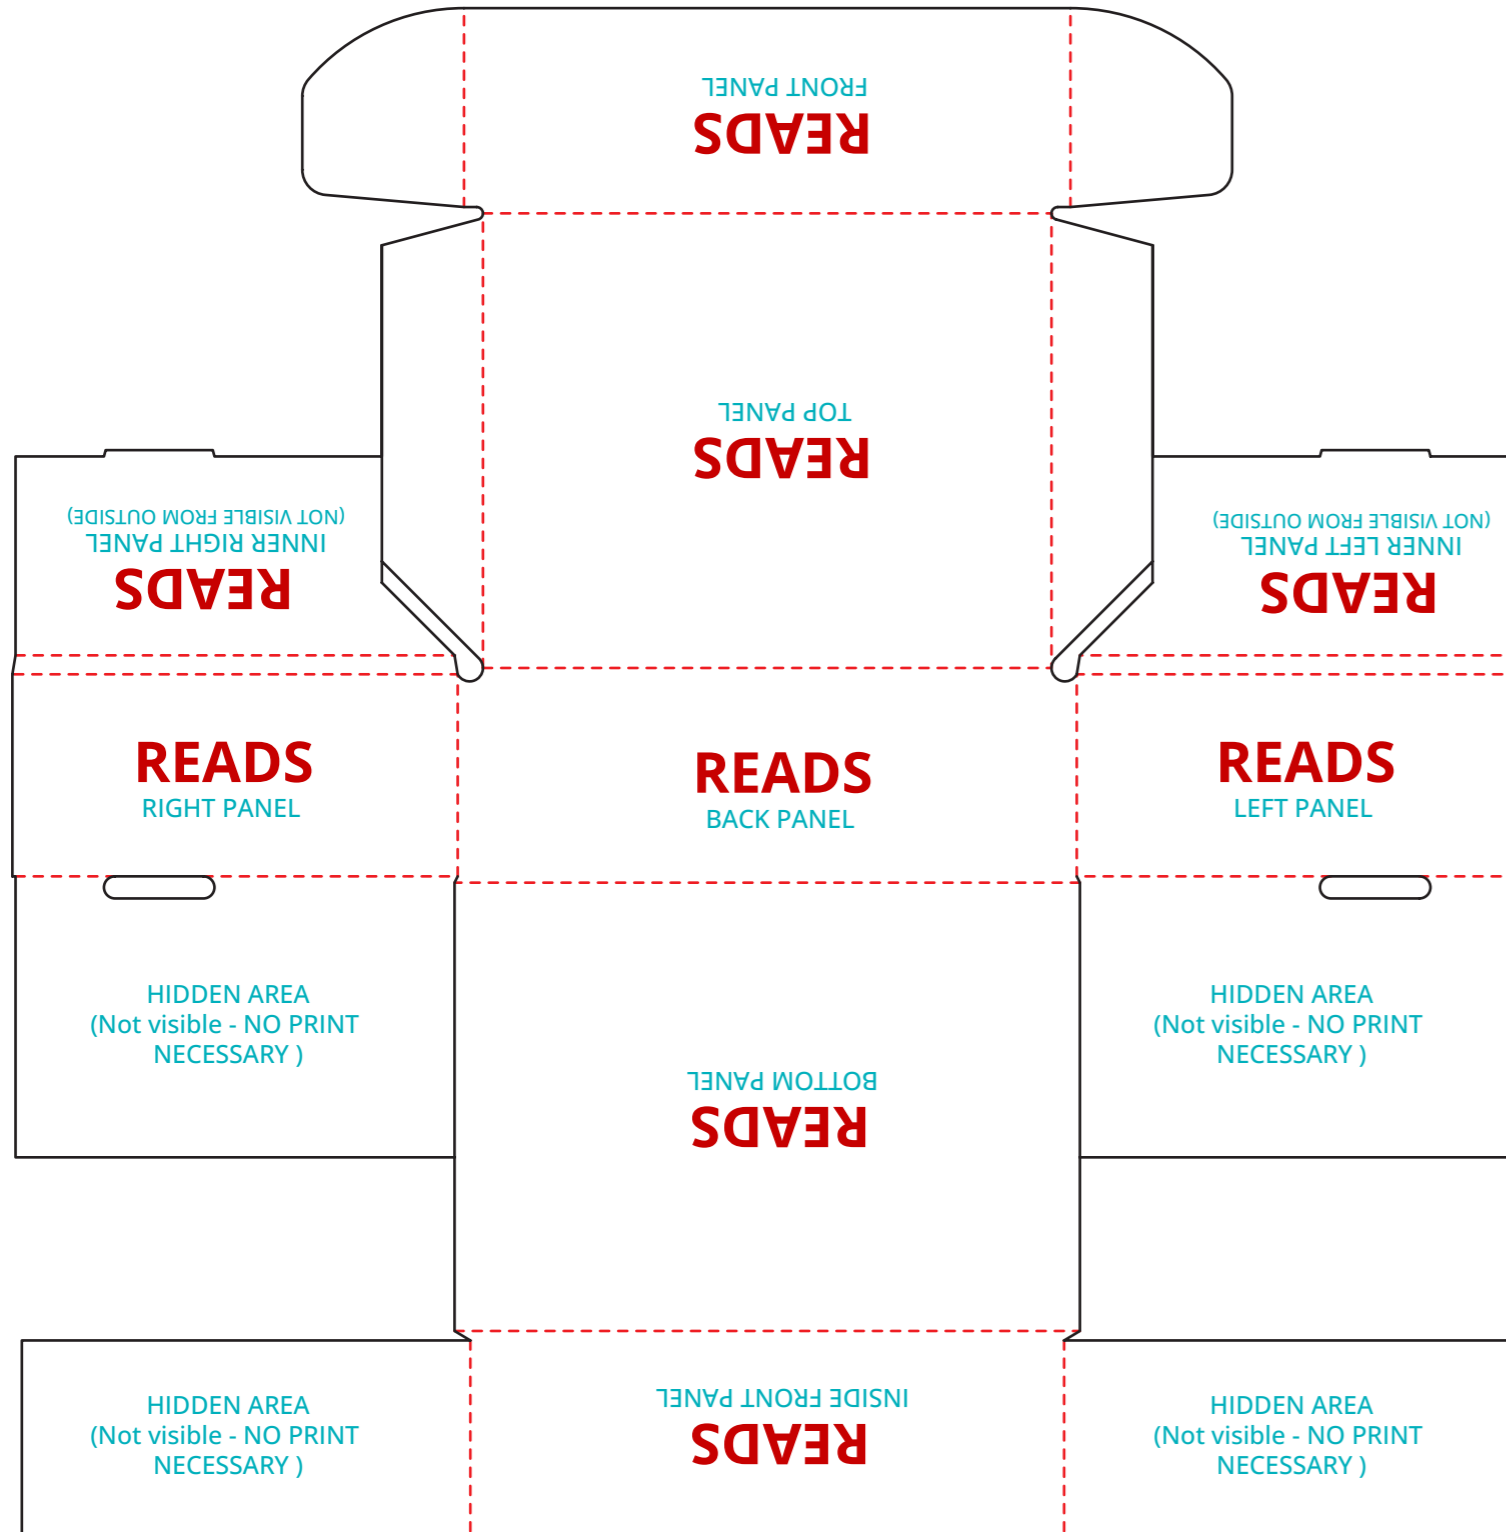 READS
FRONT PANEL
READS
TOP PANEL
READS
INNER RIGHT PANEL
(NOT VISIBLE FROM OUTSIDE)
READS
INNER LEFT PANEL
(NOT VISIBLE FROM OUTSIDE)
READS
RIGHT PANEL
READS
BACK PANEL
READS
LEFT PANEL
HIDDEN AREA
(Not visible - NO PRINT
NECESSARY )
HIDDEN AREA
(Not visible - NO PRINT
NECESSARY )
READS
BOTTOM PANEL
HIDDEN AREA
(Not visible - NO PRINT
NECESSARY )
READS
INSIDE FRONT PANEL
HIDDEN AREA
(Not visible - NO PRINT
NECESSARY )